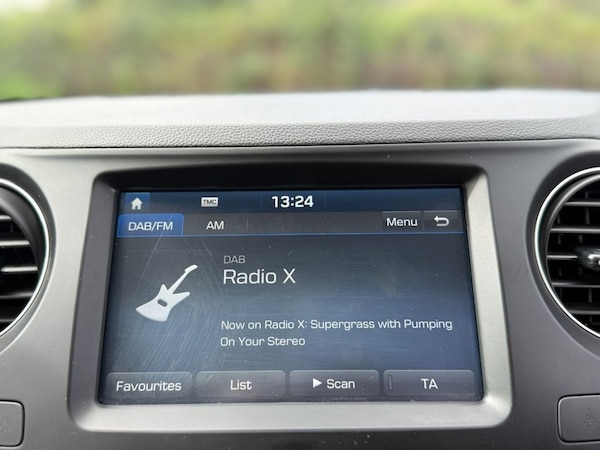 TMC 13:24
DAB/FM AM Menu
DAB
Radio X
Now on Radio X: Supergrass with Pumping
On Your Stereo
Favourites List Scan TA